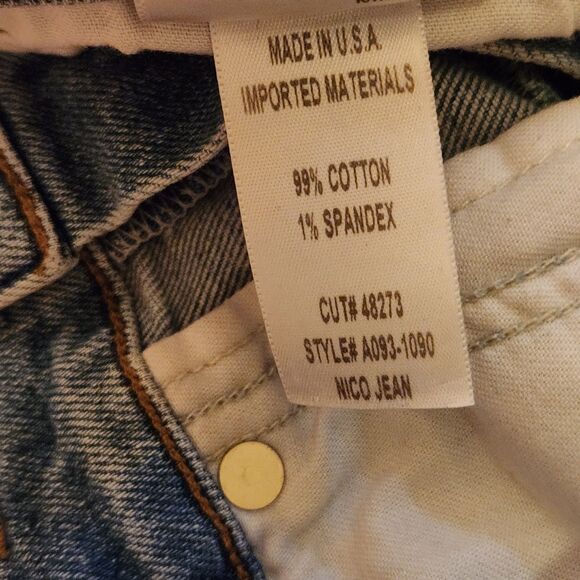 MADE IN U.S.A.
IMPORTED MATERIALS
99% COTTON
1% SPANDEX
CUT# 48273
STYLE# A093-1090
NICO JEAN